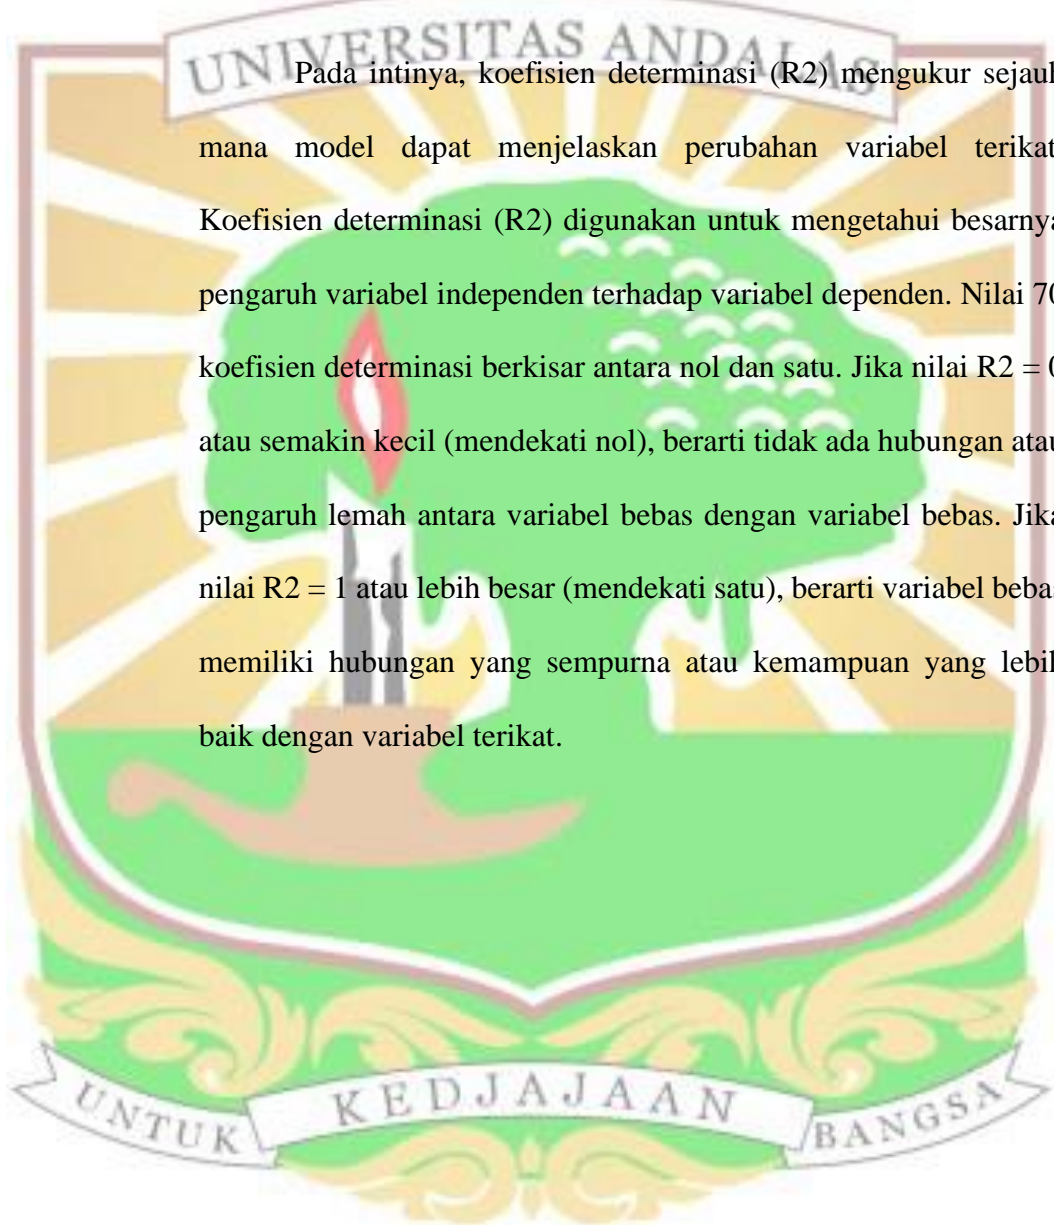 UNIVERSITAS ANDALAS
Pada intinya, koefisien determinasi (R2) mengukur sejauh
mana model dapat menjelaskan perubahan variabel terikat
Koefisien determinasi (R2) digunakan untuk mengetahui besarnya
pengaruh variabel independen terhadap variabel dependen. Nilai 70
koefisien determinasi berkisar antara nol dan satu. Jika nilai R2 = 0
atau semakin kecil (mendekati nol), berarti tidak ada hubungan atau
pengaruh lemah antara variabel bebas dengan variabel bebas. Jika
nilai R2 = 1 atau lebih besar (mendekati satu), berarti variabel bebas
memiliki hubungan yang sempurna atau kemampuan yang lebih
baik dengan variabel terikat.
UNTUK KEDJAJAAN BANGSA